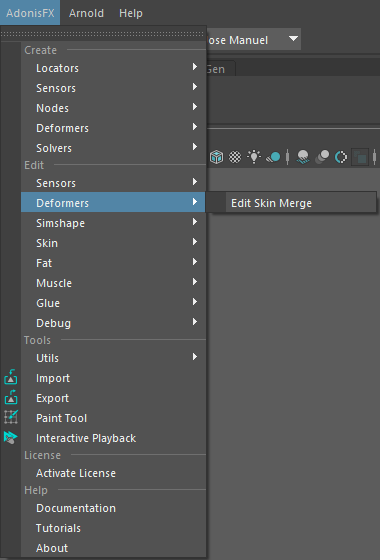 AdonisFX Arnold Help
ose Manuel
Gen
Create
Locators
Sensors
Nodes
Deformers
Solvers
Edit
Sensors
Deformers
Edit Skin Merge
Simshape
Skin
Fat
Muscle
Glue
Debug
Tools
Utils
Import
Export
Paint Tool
Interactive Playback
License
Activate License
Help
Documentation
Tutorials
About